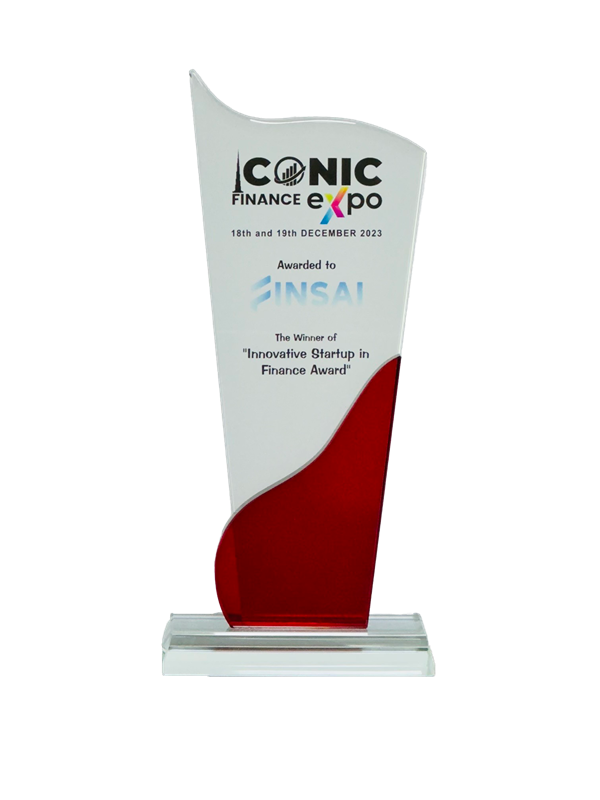 ICONIC
FINANCE expo
18th and 19th DECEMBER 2023
Awarded to
FINSAI
The Winner of
"Innovative Startup in
Finance Award"